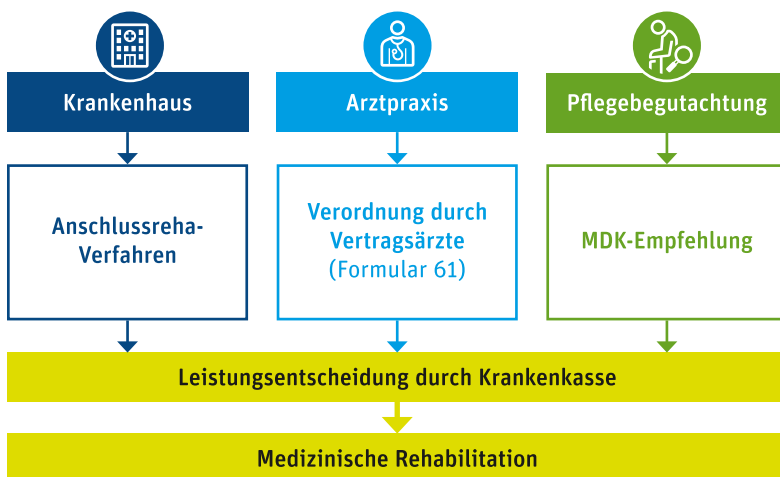 Krankenhaus
Arztpraxis
Pflegebegutachtung
Anschlussreha-
Verfahren
Verordnung durch
Vertragsärzte
(Formular 61)
MDK-Empfehlung
Leistungsentscheidung durch Krankenkasse
Medizinische Rehabilitation